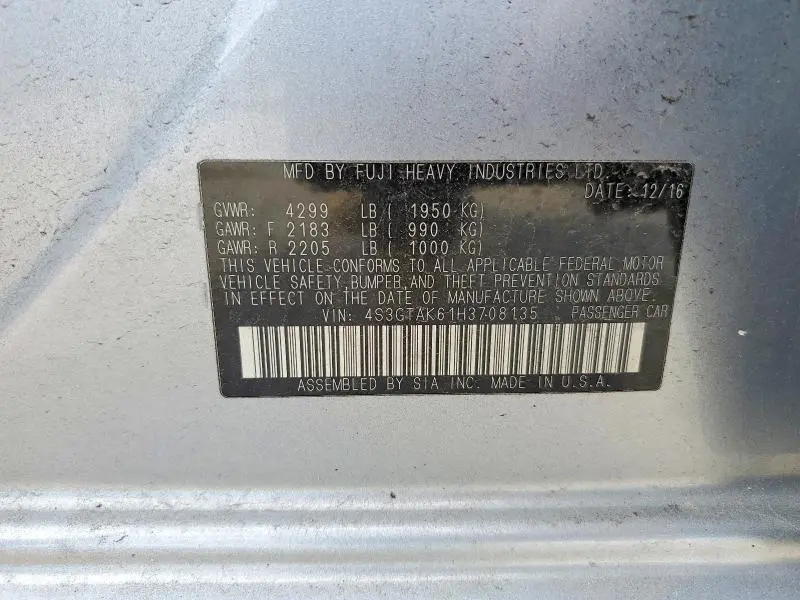 MFD BY FUJI HEAVY INDUSTRIES LTD.
DATE: 12/16
GVWR: 4299 LB ( 1950 KG)
GAWR: F 2183 LB ( 990 KG)
GAWR: R 2205 LB ( 1000 KG)
THIS VEHICLE CONFORMS TO ALL APPLICABLE FEDERAL MOTOR
VEHICLE SAFETY, BUMPER, AND THEFT PREVENTION STANDARDS
IN EFFECT ON THE DATE OF MANUFACTURE SHOWN ABOVE.
VIN: 4S3GTAK61H3708135 PASSENGER CAR
ASSEMBLED BY SIA INC. MADE IN U.S.A.